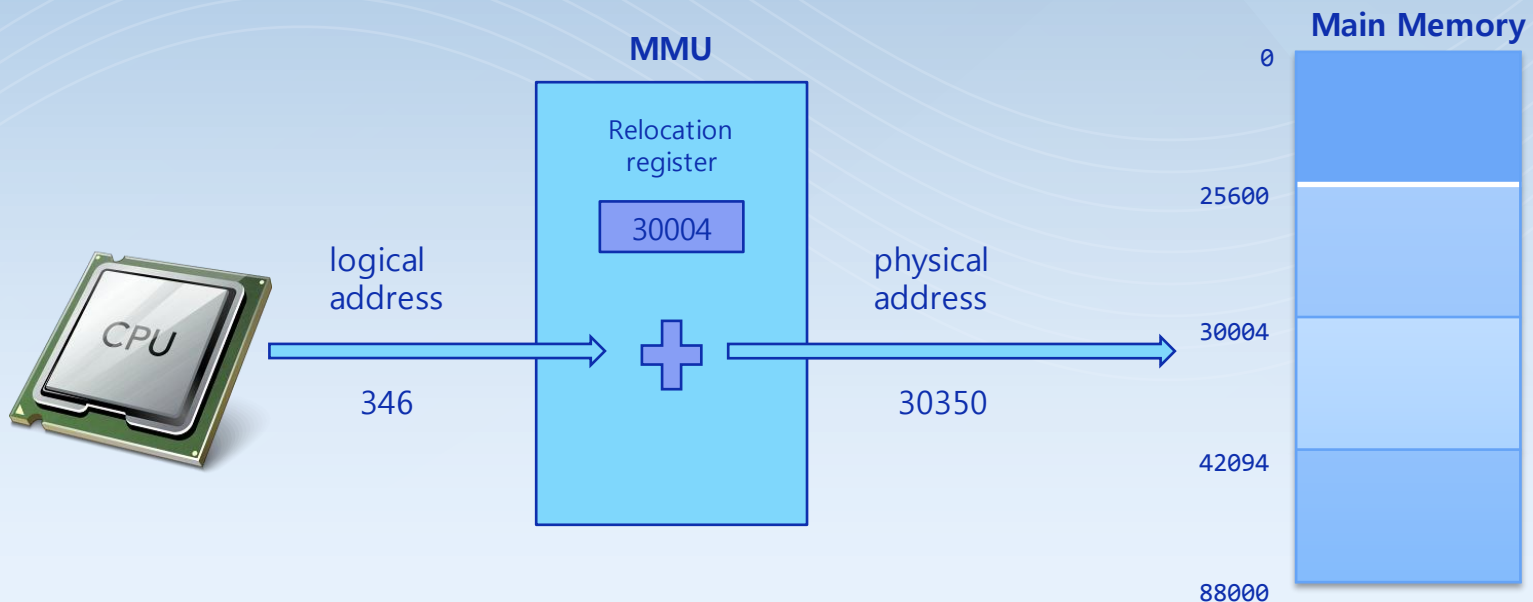 MMU
Relocation
register
30004
CPU
logical
address
346
physical
address
30350
Main Memory
0
25600
30004
42094
88000